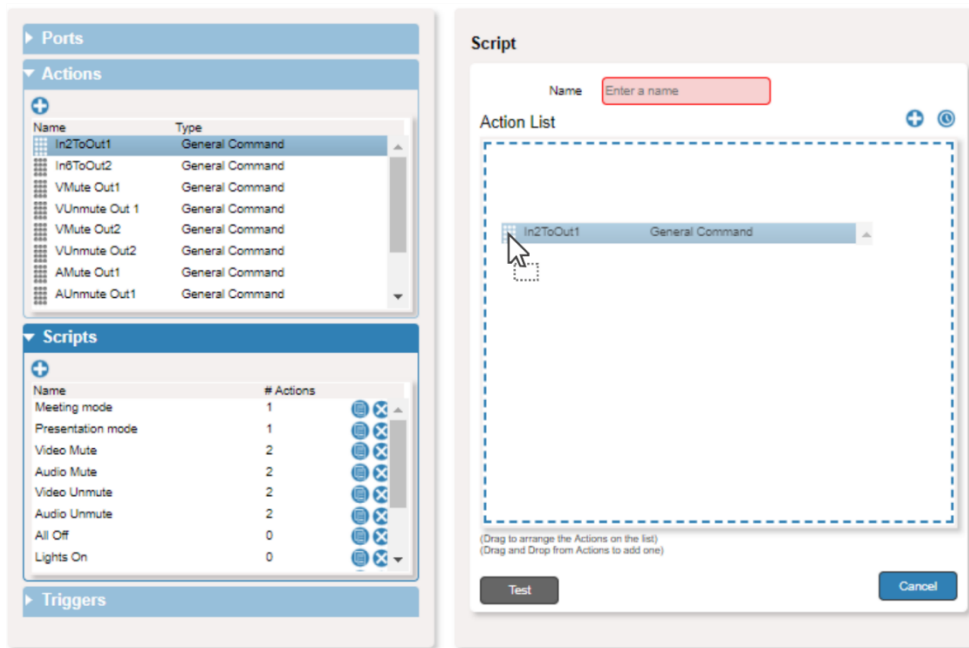 Ports
Actions
Name Type
In2ToOut1 General Command
In6ToOut2 General Command
VMute Out1 General Command
VUnmute Out 1 General Command
VMute Out2 General Command
VUnmute Out2 General Command
AMute Out1 General Command
AUnmute Out1 General Command
Scripts
Name # Actions
Meeting mode 1
Presentation mode 1
Video Mute 2
Audio Mute 2
Video Unmute 2
Audio Unmute 2
All Off 0
Lights On 0
Triggers
Script
Name Enter a name
Action List
In2ToOut1 General Command
(Drag to arrange the Actions on the list)
(Drag and Drop from Actions to add one)
Test Cancel